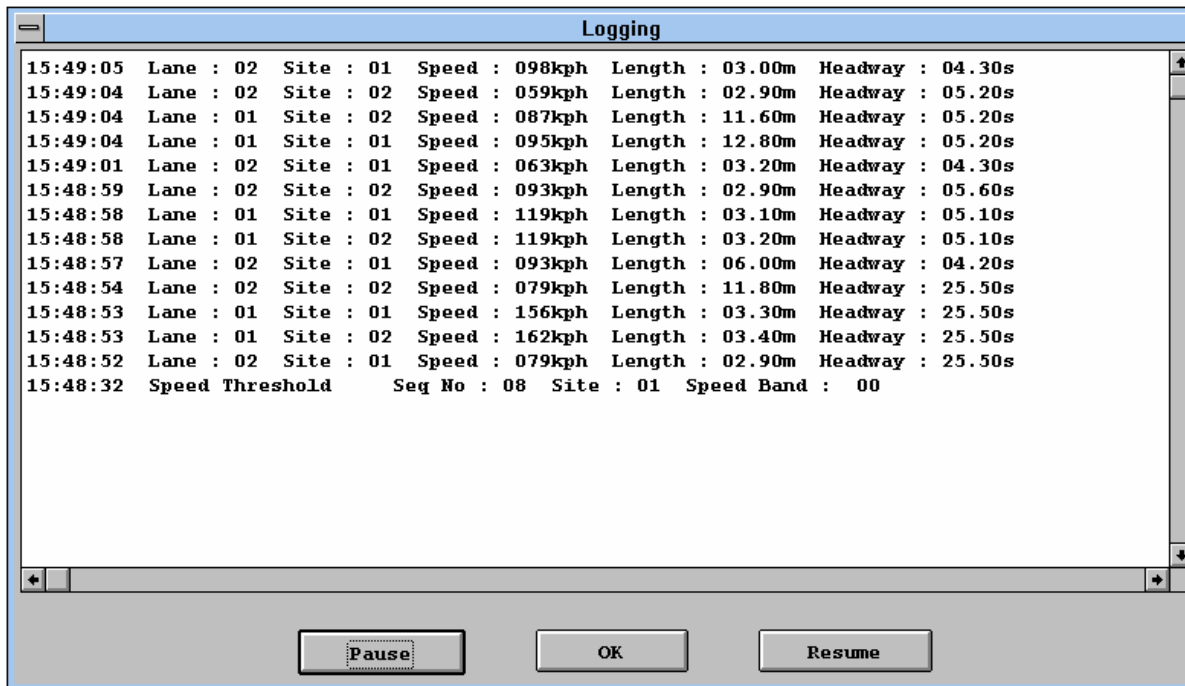 Logging
15:49:05 Lane : 02 Site : 01 Speed : 098kph Length : 03.00m Headway : 04.30s
15:49:04 Lane : 02 Site : 02 Speed : 059kph Length : 02.90m Headway : 05.20s
15:49:04 Lane : 01 Site : 02 Speed : 087kph Length : 11.60m Headway : 05.20s
15:49:04 Lane : 01 Site : 01 Speed : 095kph Length : 12.80m Headway : 05.20s
15:49:01 Lane : 02 Site : 01 Speed : 063kph Length : 03.20m Headway : 04.30s
15:48:59 Lane : 02 Site : 02 Speed : 093kph Length : 02.90m Headway : 05.60s
15:48:58 Lane : 01 Site : 01 Speed : 119kph Length : 03.10m Headway : 05.10s
15:48:58 Lane : 01 Site : 02 Speed : 119kph Length : 03.20m Headway : 05.10s
15:48:57 Lane : 02 Site : 01 Speed : 093kph Length : 06.00m Headway : 04.20s
15:48:54 Lane : 02 Site : 02 Speed : 079kph Length : 11.80m Headway : 25.50s
15:48:53 Lane : 01 Site : 01 Speed : 156kph Length : 03.30m Headway : 25.50s
15:48:53 Lane : 01 Site : 02 Speed : 162kph Length : 03.40m Headway : 25.50s
15:48:52 Lane : 02 Site : 01 Speed : 079kph Length : 02.90m Headway : 25.50s
15:48:32 Speed Threshold Seq No : 08 Site : 01 Speed Band : 00
Pause OK Resume